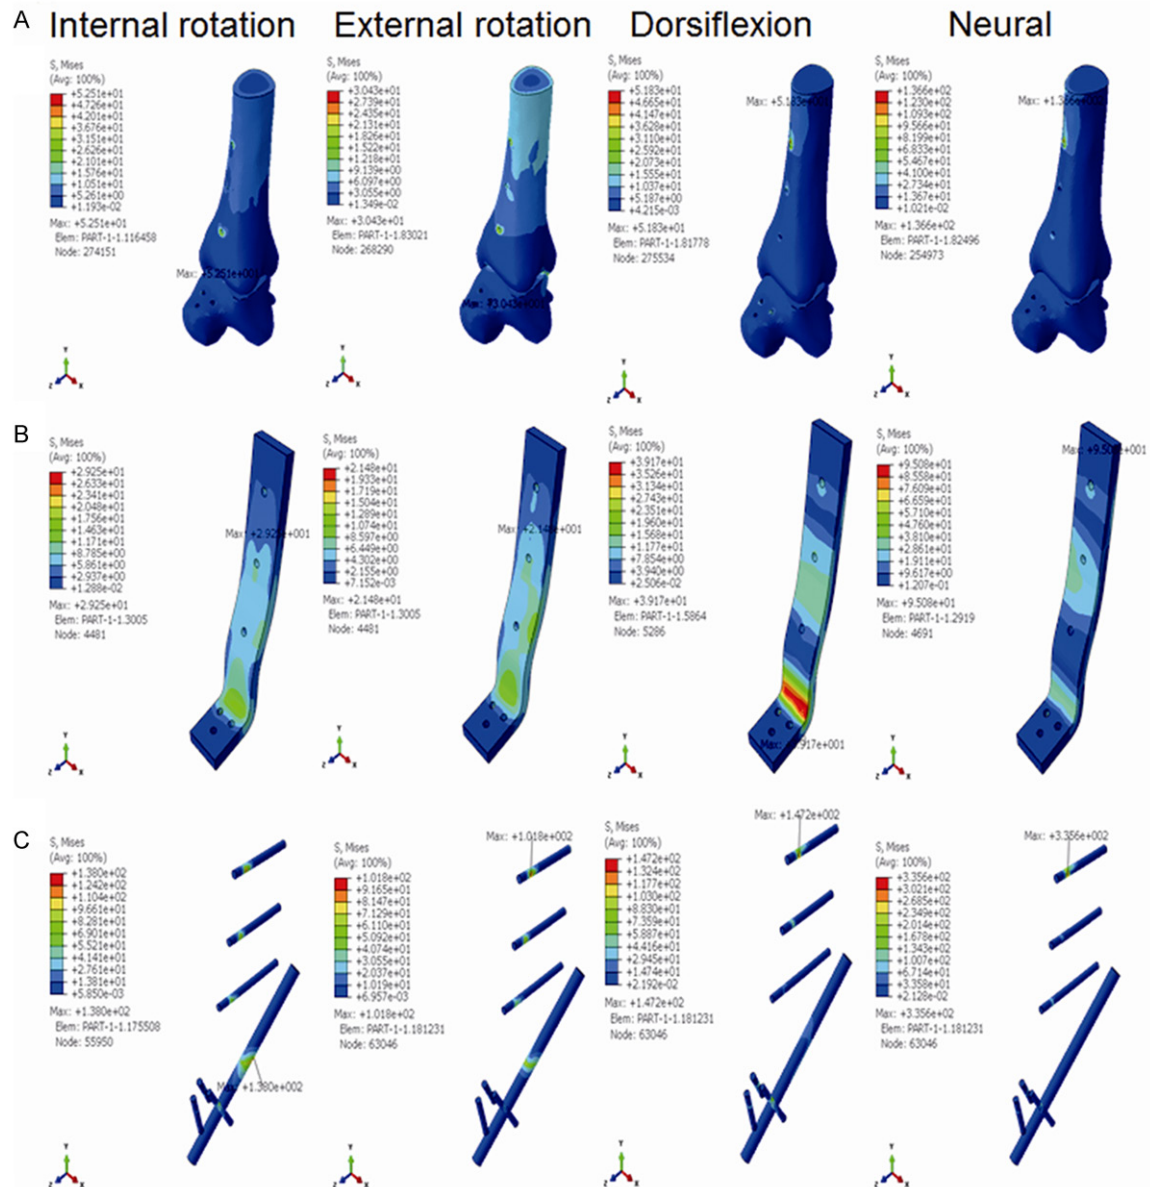 A
Internal rotation
External rotation
Dorsiflexion
Neural
S, Mises
(Avg: 100%)
+5.251e+01
+4.726e+01
+4.201e+01
+3.676e+01
+3.151e+01
+2.626e+01
+2.101e+01
+1.576e+01
+1.051e+01
+5.261e+00
+1.193e-02
Max: +5.251e+01
Elem: PART-1-1.116458
Node: 274151
Max: +5.251e+001
Y
Z
X
S, Mises
(Avg: 100%)
+3.043e+01
+2.739e+01
+2.435e+01
+2.131e+01
+1.826e+01
+1.522e+01
+1.218e+01
+9.139e+00
+6.097e+00
+3.055e+00
+1.349e-02
Max: +3.043e+01
Elem: PART-1-1.83021
Node: 268290
Max: +3.043e+001
Y
Z
X
S, Mises
(Avg: 100%)
+5.183e+01
+4.665e+01
+4.147e+01
+3.628e+01
+3.110e+01
+2.592e+01
+2.073e+01
+1.555e+01
+1.037e+01
+5.187e+00
+4.215e-03
Max: +5.183e+01
Elem: PART-1-1.81778
Node: 275534
Max: +5.183e+001
Y
Z
X
S, Mises
(Avg: 100%)
+1.366e+02
+1.230e+02
+1.093e+02
+9.566e+01
+8.199e+01
+6.833e+01
+5.467e+01
+4.100e+01
+2.734e+01
+1.367e+01
+1.021e-02
Max: +1.366e+02
Elem: PART-1-1.82496
Node: 254973
Max: +1.366e+002
Y
Z
X
B
S, Mises
(Avg: 100%)
+2.925e+01
+2.633e+01
+2.341e+01
+2.048e+01
+1.756e+01
+1.463e+01
+1.171e+01
+8.785e+00
+5.861e+00
+2.937e+00
+1.288e-02
Max: +2.925e+01
Elem: PART-1-1.3005
Node: 4481
Max: +2.925e+001
Y
Z
X
S, Mises
(Avg: 100%)
+2.148e+01
+1.933e+01
+1.719e+01
+1.504e+01
+1.289e+01
+1.074e+01
+8.597e+00
+6.449e+00
+4.302e+00
+2.155e+00
+7.152e-03
Max: +2.148e+01
Elem: PART-1-1.3005
Node: 4481
Max: +2.148e+001
Y
Z
X
S, Mises
(Avg: 100%)
+3.917e+01
+3.526e+01
+3.134e+01
+2.743e+01
+2.351e+01
+1.960e+01
+1.568e+01
+1.177e+01
+7.854e+00
+3.940e+00
+2.506e-02
Max: +3.917e+01
Elem: PART-1-1.5864
Node: 5286
Max: +3.917e+001
Y
Z
X
S, Mises
(Avg: 100%)
+9.508e+01
+8.558e+01
+7.609e+01
+6.659e+01
+5.710e+01
+4.760e+01
+3.810e+01
+2.861e+01
+1.911e+01
+9.617e+00
+1.207e-01
Max: +9.508e+01
Elem: PART-1-1.2919
Node: 4691
Max: +9.508e+001
Y
Z
X
C
S, Mises
(Avg: 100%)
+1.380e+02
+1.242e+02
+1.104e+02
+9.661e+01
+8.281e+01
+6.901e+01
+5.521e+01
+4.141e+01
+2.761e+01
+1.381e+01
+5.850e-03
Max: +1.380e+02
Elem: PART-1-1.175508
Node: 55950
Max: +1.380e+002
Y
Z
X
S, Mises
(Avg: 100%)
+1.018e+02
+9.165e+01
+8.147e+01
+7.129e+01
+6.110e+01
+5.092e+01
+4.074e+01
+3.055e+01
+2.037e+01
+1.019e+01
+6.957e-03
Max: +1.018e+02
Elem: PART-1-1.181231
Node: 63046
Max: +1.018e+002
Y
Z
X
S, Mises
(Avg: 100%)
+1.472e+02
+1.324e+02
+1.177e+02
+1.030e+02
+8.830e+01
+7.359e+01
+5.887e+01
+4.416e+01
+2.945e+01
+1.474e+01
+2.192e-02
Max: +1.472e+02
Elem: PART-1-1.181231
Node: 63046
Max: +1.472e+002
Y
Z
X
S, Mises
(Avg: 100%)
+3.356e+02
+3.021e+02
+2.685e+02
+2.349e+02
+2.014e+02
+1.678e+02
+1.343e+02
+1.007e+02
+6.714e+01
+3.358e+01
+2.128e-02
Max: +3.356e+02
Elem: PART-1-1.181231
Node: 63046
Max: +3.356e+002
Y
Z
X